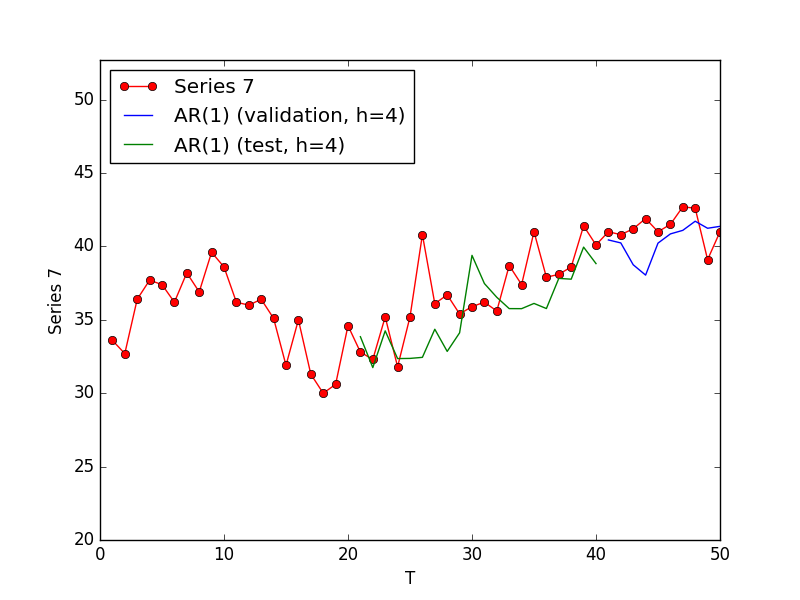 Series 7
AR(1) (validation, h=4)
AR(1) (test, h=4)
50
45
40
35
30
25
20
Series 7
0
10
20
30
40
50
T